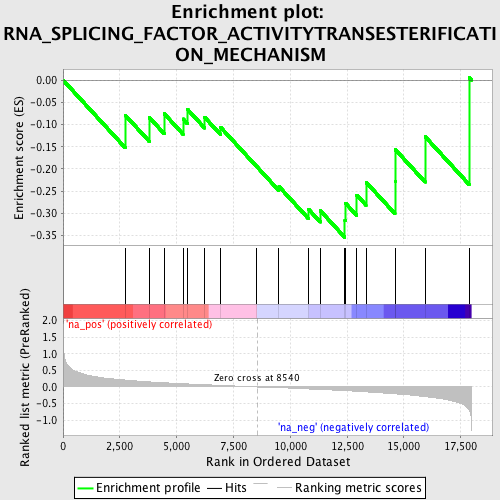 Enrichment plot:
RNA_SPLICING_FACTOR_ACTIVITYTRANSESTERIFICATI
ON_MECHANISM
Enrichment score (ES)
0.00
-0.05
-0.10
-0.15
-0.20
-0.25
-0.30
-0.35
'na_pos' (positively correlated)
Ranked list metric (PreRanked)
2.0
1.5
1.0
0.5
0.0
-0.5
-1.0
Zero cross at 8540
'na_neg' (negatively correlated)
0
2,500
5,000
7,500
10,000
12,500
15,000
17,500
Rank in Ordered Dataset
Enrichment profile
Hits
Ranking metric scores